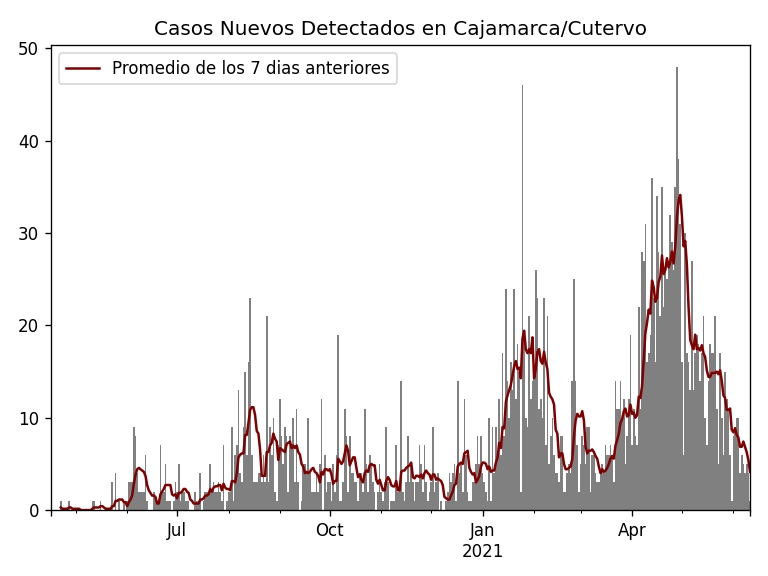 Casos Nuevos Detectados en Cajamarca/Cutervo
Promedio de los 7 dias anteriores
50
40
30
20
10
0
Jul
Oct
Jan
2021
Apr